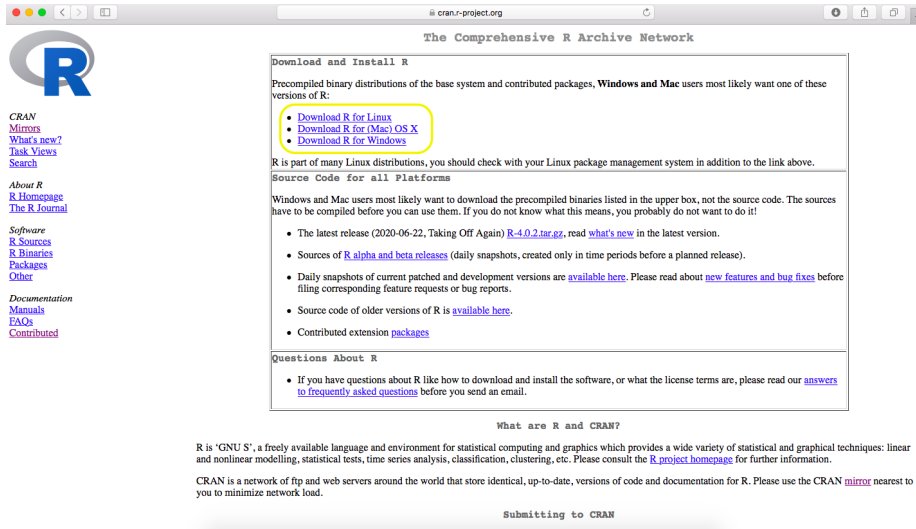 cran.r-project.org
The Comprehensive R Archive Network
R
CRAN
Mirrors
What's new?
Task Views
Search
About R
R Homepage
The R Journal
Software
R Sources
R Binaries
Packages
Other
Documentation
Manuals
FAQs
Contributed
Download and Install R
Precompiled binary distributions of the base system and contributed packages, Windows and Mac users most likely want one of these
versions of R:
• Download R for Linux
• Download R for (Mac) OS X
• Download R for Windows
R is part of many Linux distributions, you should check with your Linux package management system in addition to the link above.
Source Code for all Platforms
Windows and Mac users most likely want to download the precompiled binaries listed in the upper box, not the source code. The sources
have to be compiled before you can use them. If you do not know what this means, you probably do not want to do it!
• The latest release (2020-06-22, Taking Off Again) R-4.0.2.tar.gz, read what's new in the latest version.
• Sources of R alpha and beta releases (daily snapshots, created only in time periods before a planned release).
• Daily snapshots of current patched and development versions are available here. Please read about new features and bug fixes before
filing corresponding feature requests or bug reports.
• Source code of older versions of R is available here.
• Contributed extension packages
Questions About R
• If you have questions about R like how to download and install the software, or what the license terms are, please read our answers
to frequently asked questions before you send an email.
What are R and CRAN?
R is ‘GNU S’, a freely available language and environment for statistical computing and graphics which provides a wide variety of statistical and graphical techniques: linear
and nonlinear modelling, statistical tests, time series analysis, classification, clustering, etc. Please consult the R project homepage for further information.
CRAN is a network of ftp and web servers around the world that store identical, up-to-date, versions of code and documentation for R. Please use the CRAN mirror nearest to
you to minimize network load.
Submitting to CRAN